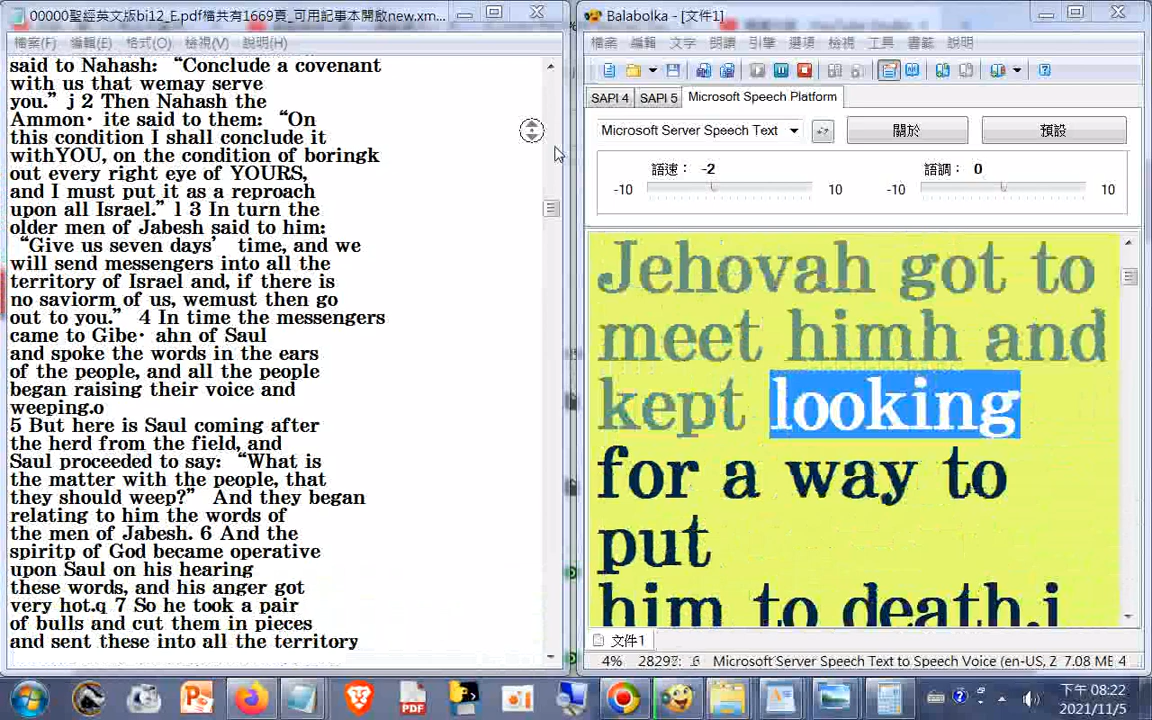 00000聖經英文版bi12_E.pdf檔共有1669頁_可用記事本開啟new.xm...
檔案(F) 編輯(E) 格式(O) 檢視(V) 說明(H)
said to Nahash: “Conclude a covenant
with us that wemay serve
you.” j 2 Then Nahash the
Ammon· ite said to them: “On
this condition I shall conclude it
withYOU, on the condition of boringk
out every right eye of YOURS,
and I must put it as a reproach
upon all Israel.” l 3 In turn the
older men of Jabesh said to him:
“Give us seven days’ time, and we
will send messengers into all the
territory of Israel and, if there is
no saviorm of us, wemust then go
out to you.” 4 In time the messengers
came to Gibe· ahn of Saul
and spoke the words in the ears
of the people, and all the people
began raising their voice and
weeping.o
5 But here is Saul coming after
the herd from the field, and
Saul proceeded to say: “What is
the matter with the people, that
they should weep?” And they began
relating to him the words of
the men of Jabesh. 6 And the
spiritp of God became operative
upon Saul on his hearing
these words, and his anger got
very hot.q 7 So he took a pair
of bulls and cut them in pieces
and sent these into all the territory
Balabolka - [文件1]
檔案 編輯 文字 朗讀 引擎 選項 檢視 工具 書籤 說明
SAPI 4 SAPI 5 Microsoft Speech Platform
Microsoft Server Speech Text 關於 預設
語速: -2 語調: 0
-10 10 -10 10
Jehovah got to
meet himh and
kept looking
for a way to
put
him to death.i
文件1
4% Microsoft Server Speech Text to Speech Voice (en-US, 2 7.08 MB 4
下午 08:22
2021/11/5